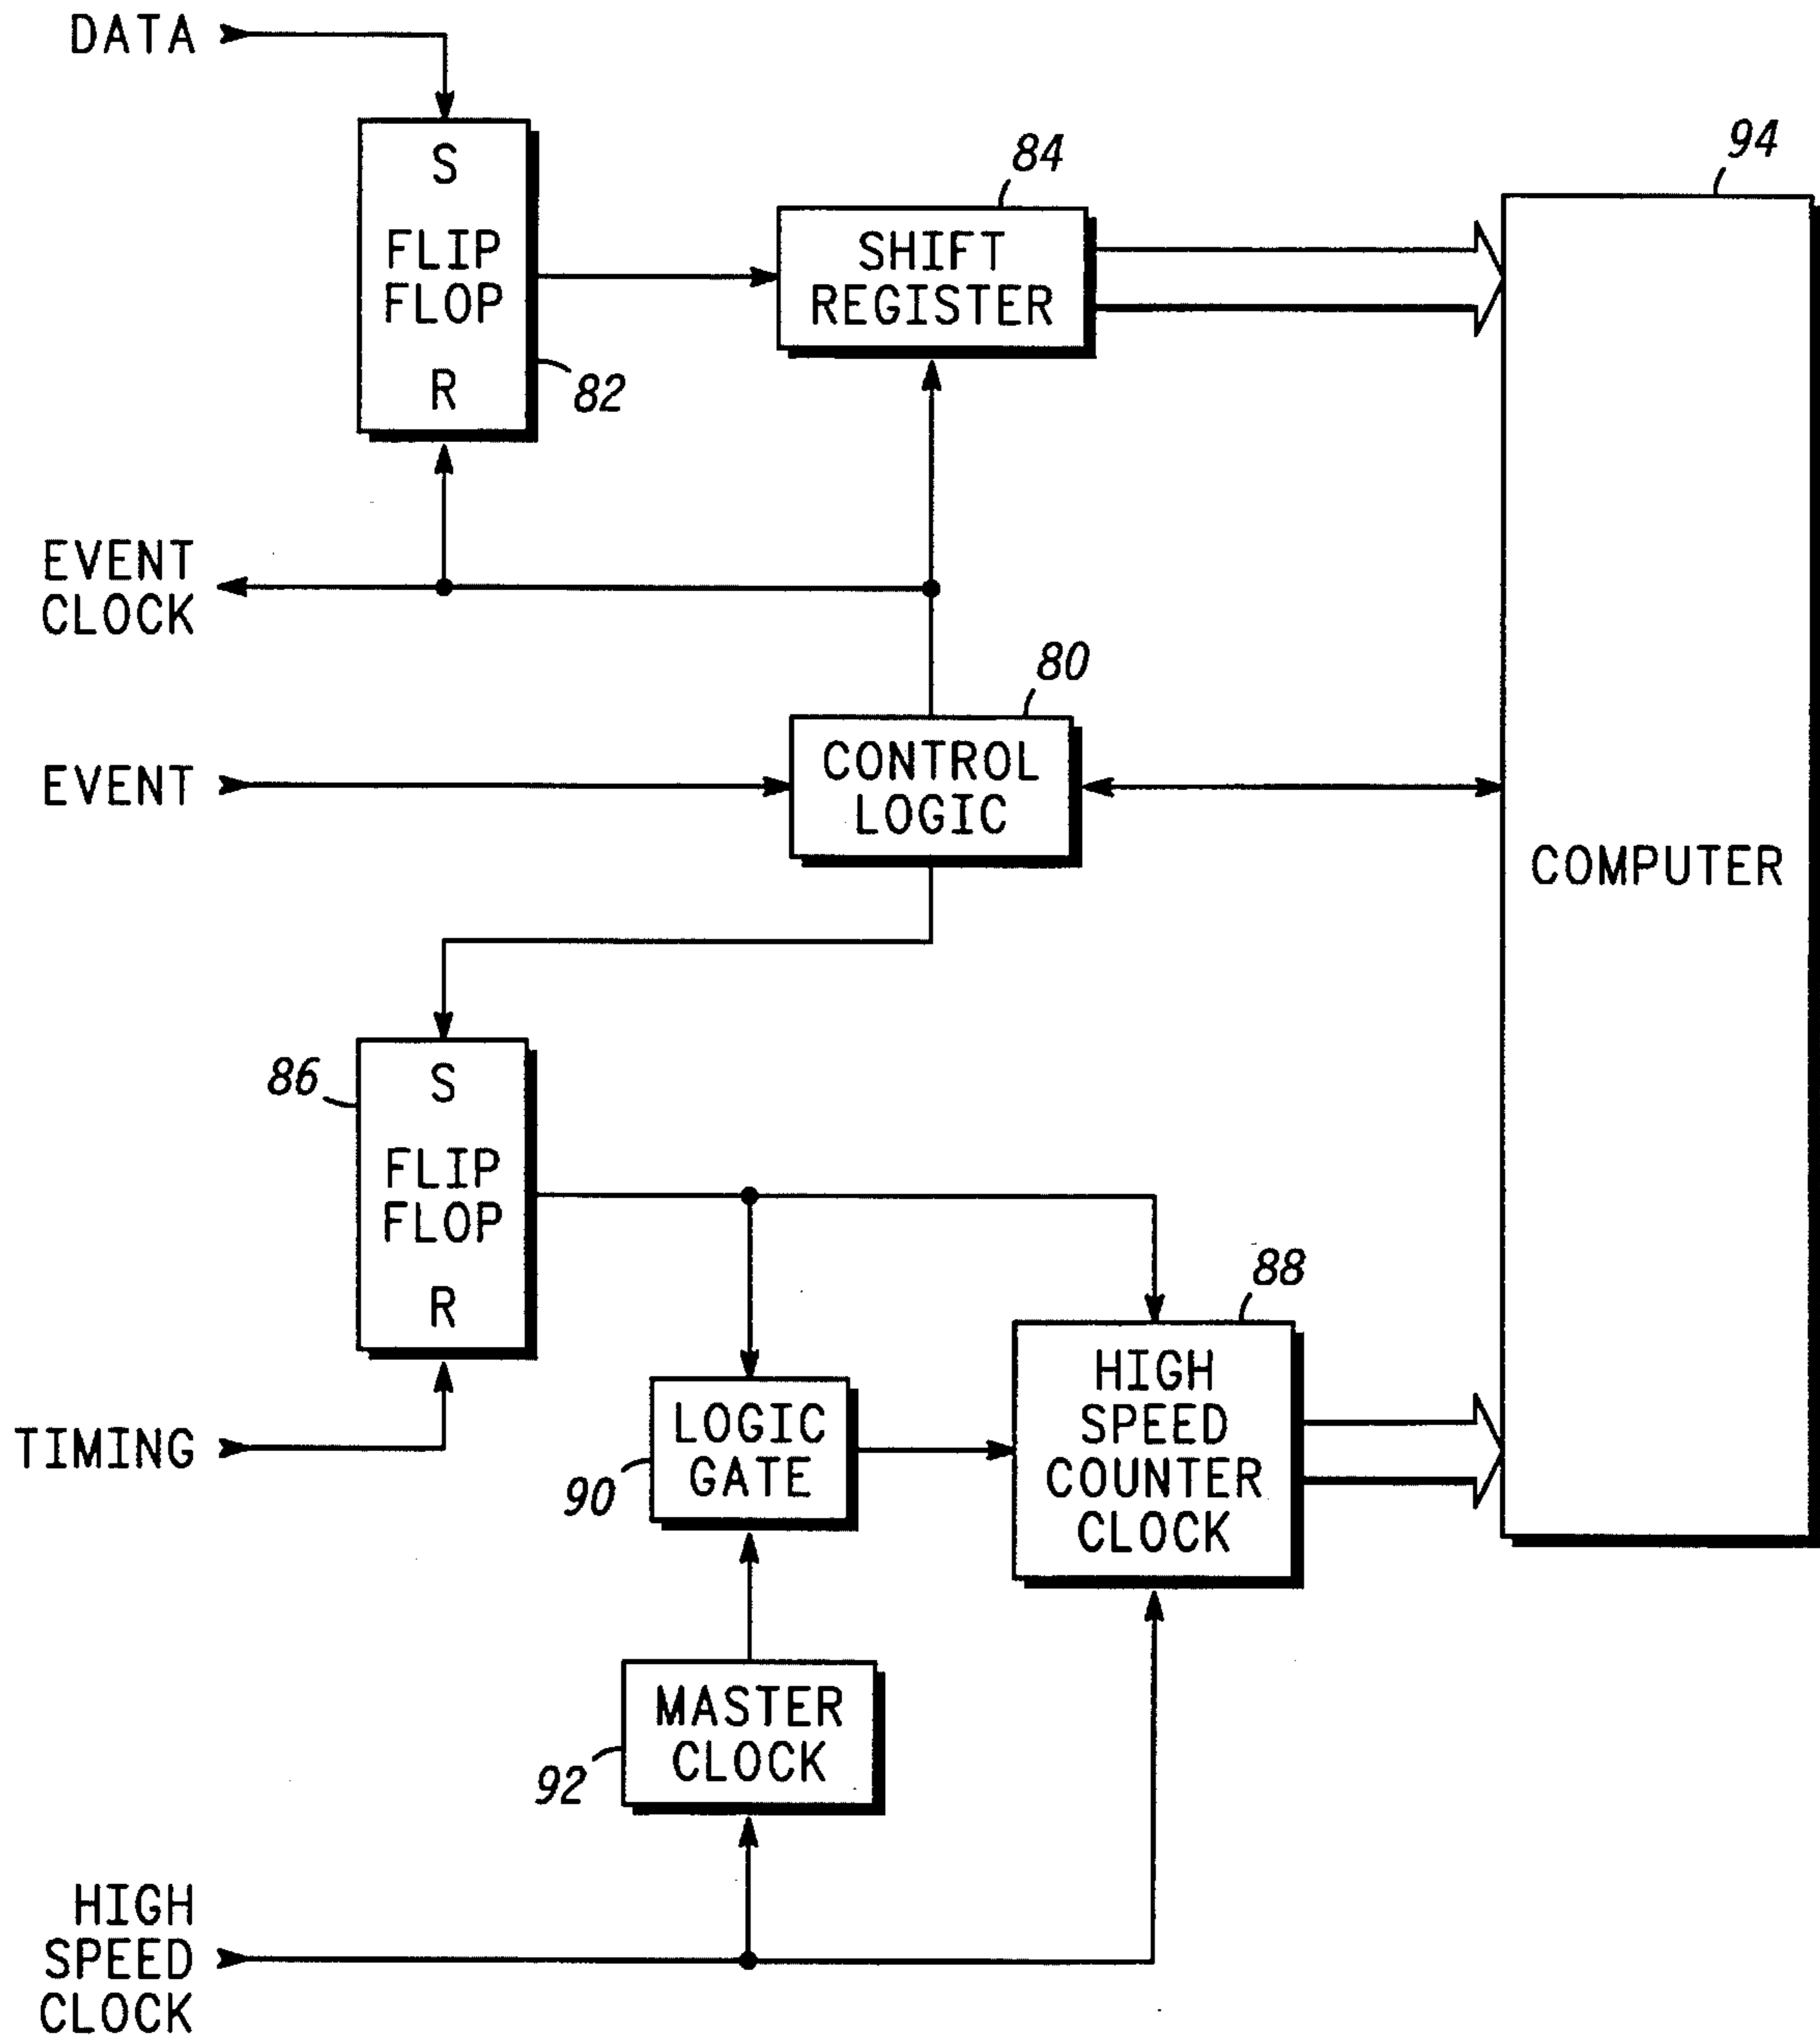 DATA
S
FLIP
FLOP
R
82
84
SHIFT
REGISTER
94
EVENT
CLOCK
80
EVENT
CONTROL
LOGIC
COMPUTER
86
S
FLIP
FLOP
R
TIMING
90
LOGIC
GATE
88
HIGH
SPEED
COUNTER
CLOCK
92
MASTER
CLOCK
HIGH
SPEED
CLOCK